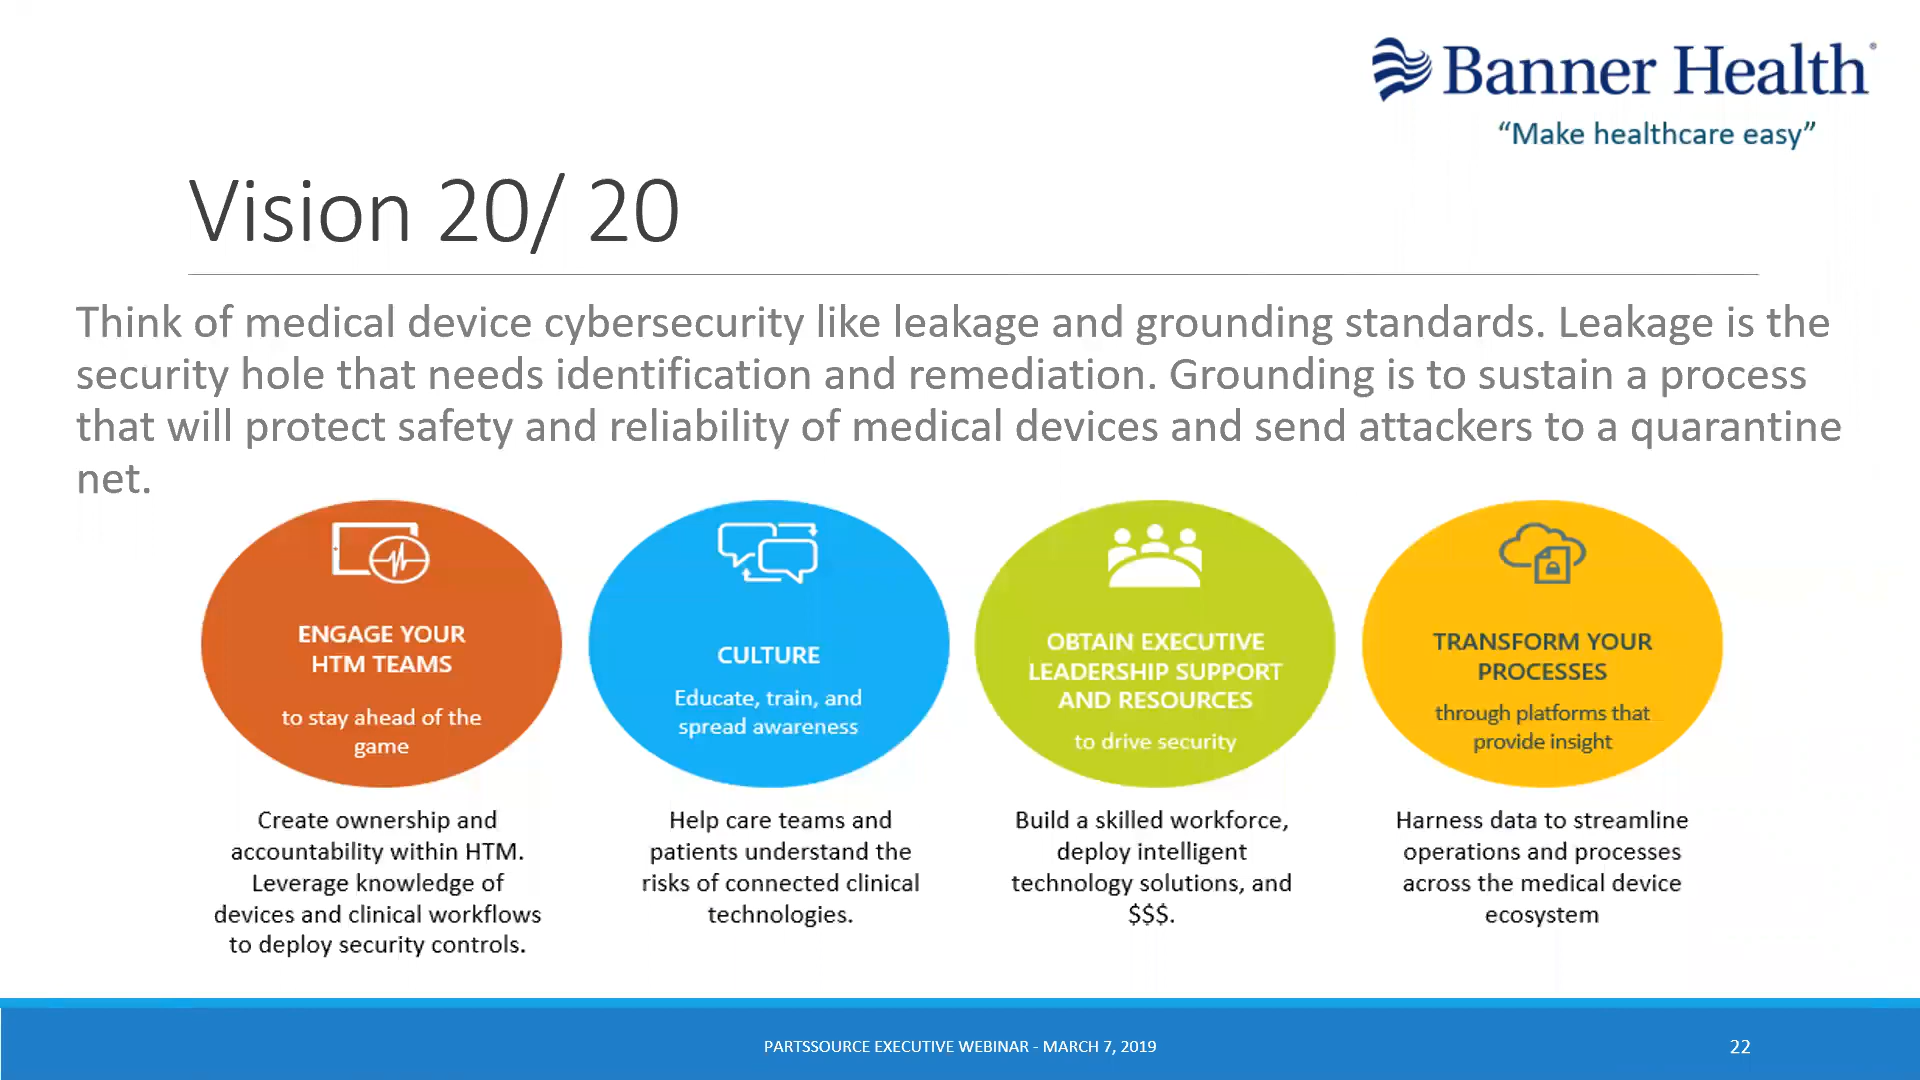 Banner Health®
“Make healthcare easy”
Vision 20/ 20
Think of medical device cybersecurity like leakage and grounding standards. Leakage is the
security hole that needs identification and remediation. Grounding is to sustain a process
that will protect safety and reliability of medical devices and send attackers to a quarantine
net.
ENGAGE YOUR
HTM TEAMS
to stay ahead of the
game
Create ownership and
accountability within HTM.
Leverage knowledge of
devices and clinical workflows
to deploy security controls.
CULTURE
Educate, train, and
spread awareness
Help care teams and
patients understand the
risks of connected clinical
technologies.
OBTAIN EXECUTIVE
LEADERSHIP SUPPORT
AND RESOURCES
to drive security
Build a skilled workforce,
deploy intelligent
technology solutions, and
$$$.
TRANSFORM YOUR
PROCESSES
through platforms that
provide insight
Harness data to streamline
operations and processes
across the medical device
ecosystem
PARTSSOURCE EXECUTIVE WEBINAR - MARCH 7, 2019
22